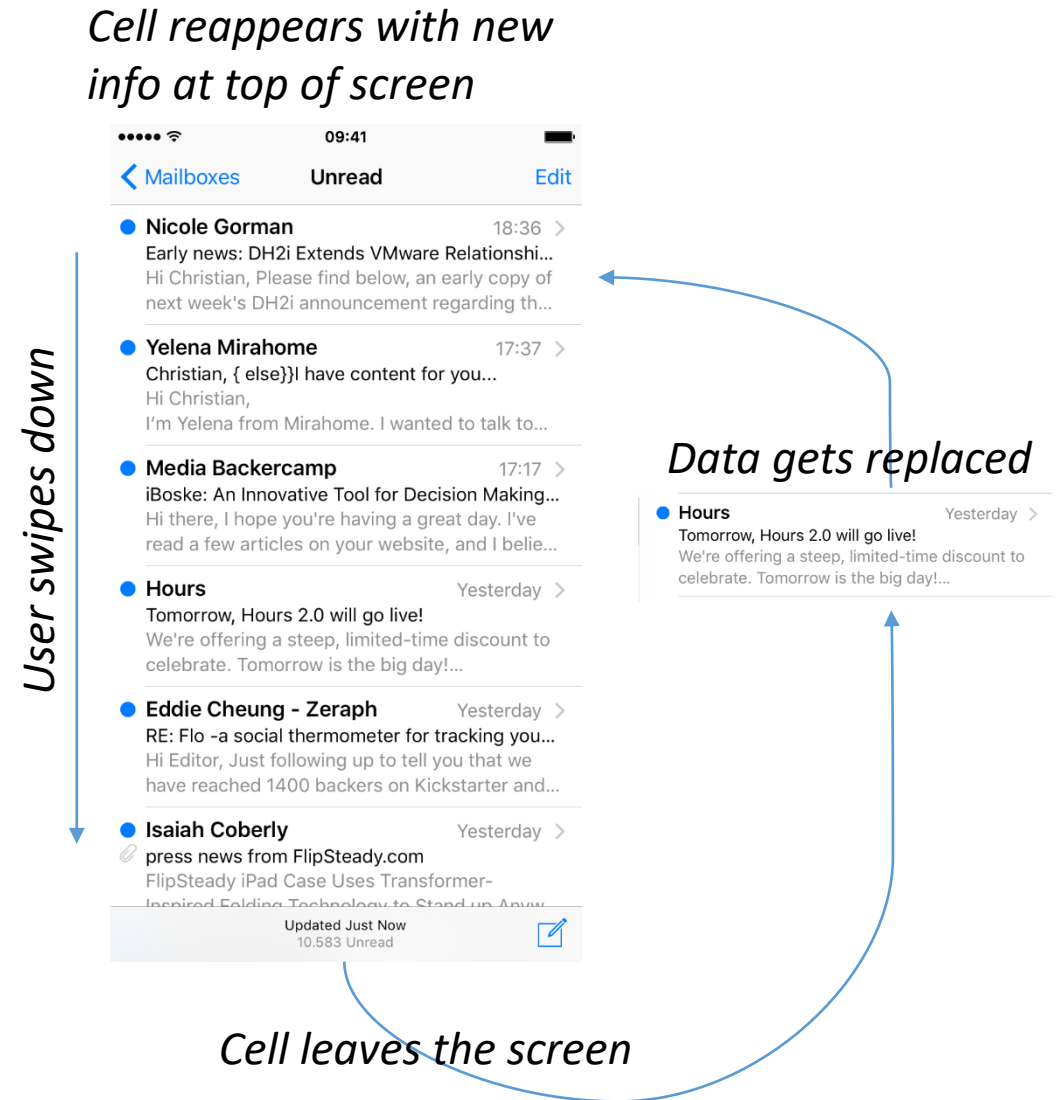 Cell reappears with new
info at top of screen
09:41
Mailboxes Unread Edit
Nicole Gorman 18:36
Early news: DH2i Extends VMware Relationshi...
Hi Christian, Please find below, an early copy of
next week's DH2i announcement regarding th...
Yelena Mirahome 17:37
Christian, { else}}I have content for you...
Hi Christian,
I'm Yelena from Mirahome. I wanted to talk to...
Media Backercamp 17:17
iBoske: An Innovative Tool for Decision Making...
Hi there, I hope you're having a great day. I've
read a few articles on your website, and I belie...
Hours Yesterday
Tomorrow, Hours 2.0 will go live!
We're offering a steep, limited-time discount to
celebrate. Tomorrow is the big day!...
Eddie Cheung - Zeraph Yesterday
RE: Flo -a social thermometer for tracking you...
Hi Editor, Just following up to tell you that we
have reached 1400 backers on Kickstarter and...
Isaiah Coberly Yesterday
press news from FlipSteady.com
FlipSteady iPad Case Uses Transformer-
Inspired Folding Technology to Stand up Anyw
Updated Just Now
10.583 Unread
User swipes down
Data gets replaced
Hours Yesterday
Tomorrow, Hours 2.0 will go live!
We're offering a steep, limited-time discount to
celebrate. Tomorrow is the big day!...
Cell leaves the screen